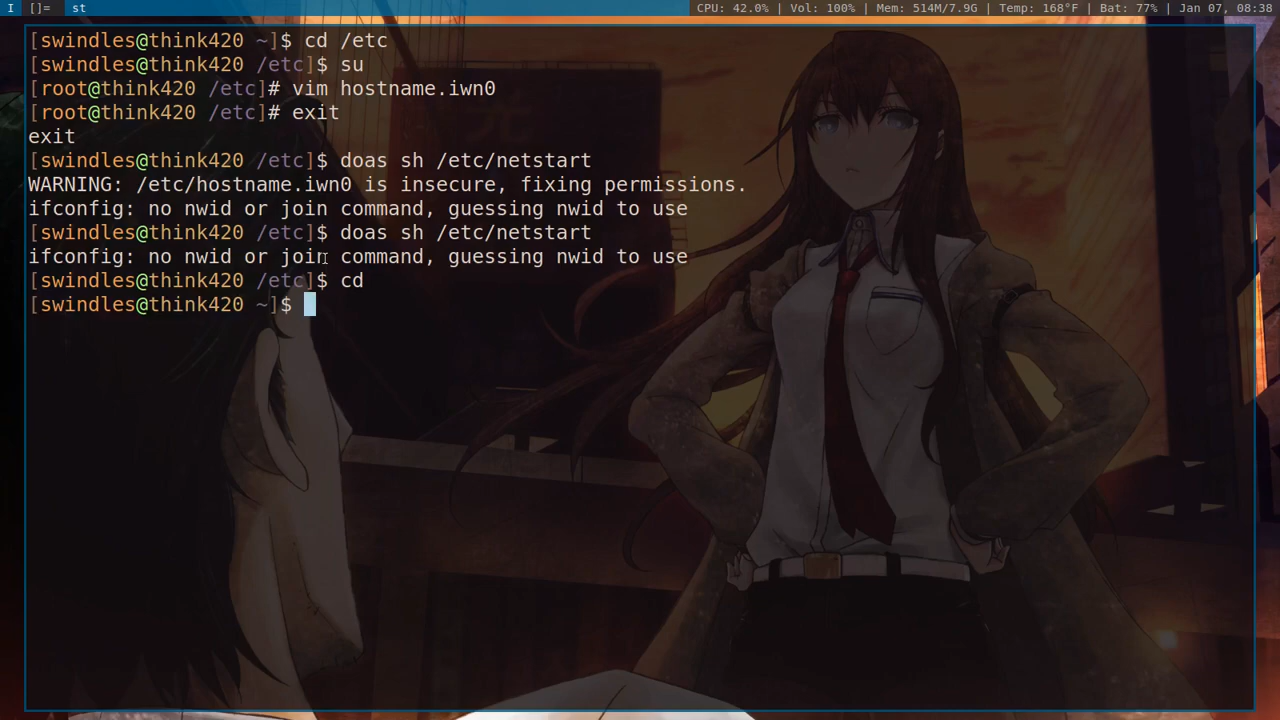 I []= st CPU: 42.0% | Vol: 100% | Mem: 514M/7.9G | Temp: 168°F | Bat: 77% | Jan 07, 08:38
[swindles@think420 ~]$ cd /etc
[swindles@think420 /etc]$ su
[root@think420 /etc]# vim hostname.iwn0
[root@think420 /etc]# exit
exit
[swindles@think420 /etc]$ doas sh /etc/netstart
WARNING: /etc/hostname.iwn0 is insecure, fixing permissions.
ifconfig: no nwid or join command, guessing nwid to use
[swindles@think420 /etc]$ doas sh /etc/netstart
ifconfig: no nwid or join command, guessing nwid to use
[swindles@think420 /etc]$ cd
[swindles@think420 ~]$